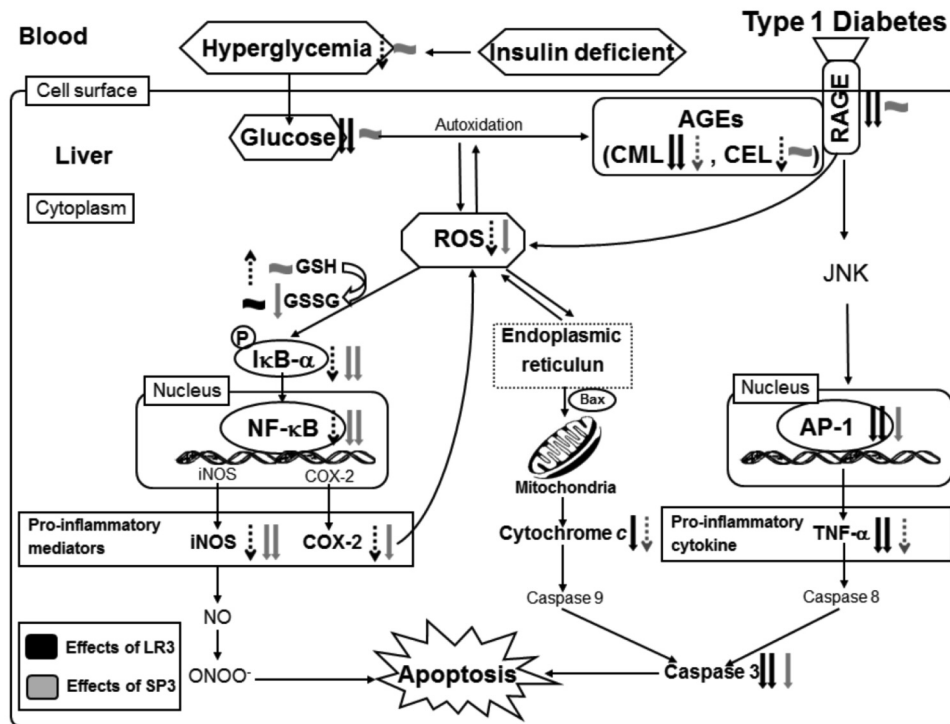 Blood
Hyperglycemia
~
Insulin deficient
Type 1 Diabetes
Cell surface
RAGE
~
Glucose
~
Autoxidation
AGEs
(CML , CEL ~ )
Liver
Cytoplasm
ROS
~ GSH
~ GSSG
JNK
P
IκB-α
Endoplasmic
reticulun
Nucleus
NF-κB
iNOS COX-2
Bax
Mitochondria
Nucleus
AP-1
Pro-inflammatory
mediators
iNOS
COX-2
Cytochrome c
Pro-inflammatory
cytokine
TNF-α
Caspase 9
Caspase 8
NO
ONOO-
Apoptosis
Caspase 3
Effects of LR3
Effects of SP3